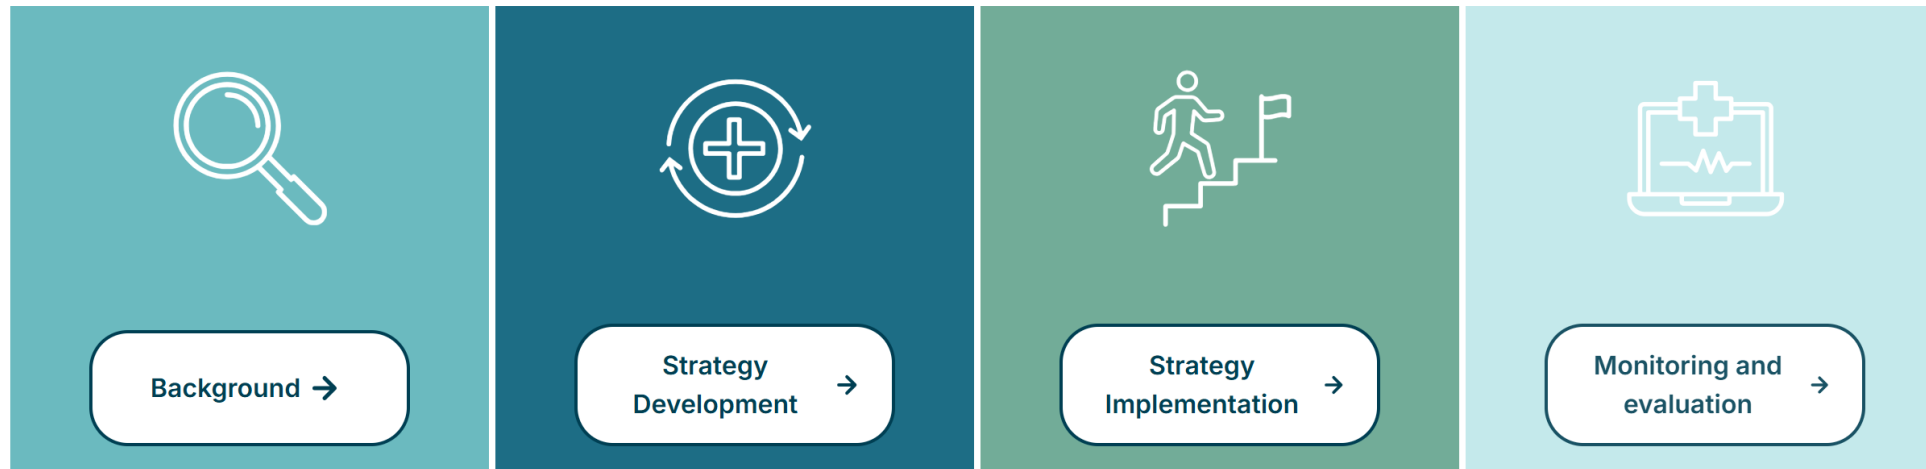 Background →
Strategy
Development →
Strategy
Implementation →
Monitoring and
evaluation →